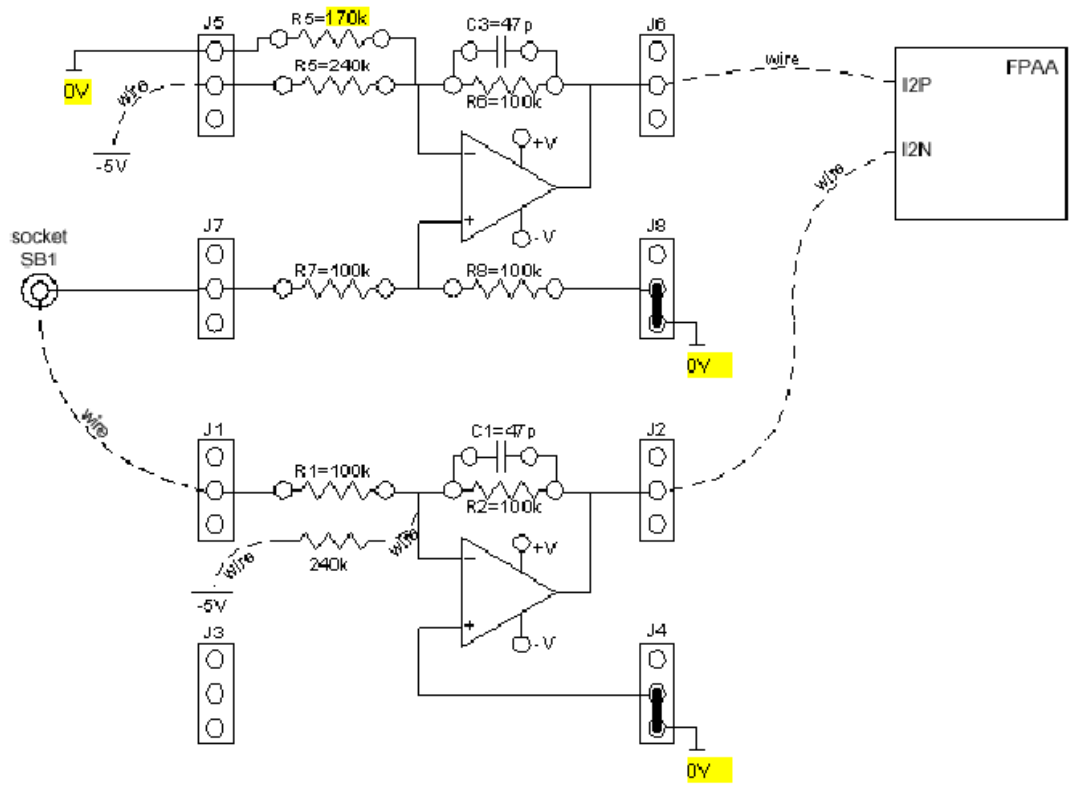 J5
R5=170k
C3=47p
J6
wire
FPAA
0V
wire
R5=240k
R6=100k
I2P
-5V
+V
-
I2N
wire
+
-V
socket
SB1
J7
R7=100k
R8=100k
J8
0V
wire
J1
R1=100k
C1=47p
J2
R2=100k
wire
240k
wire
-5V
+V
-
+
-V
J3
J4
0V